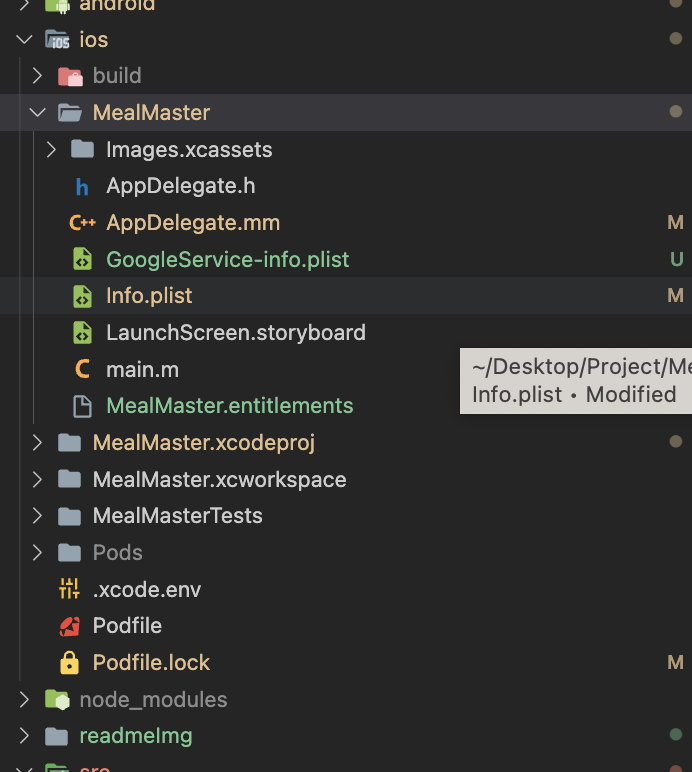 android
ios
build
MealMaster
Images.xcassets
h AppDelegate.h
C++ AppDelegate.mm M
GoogleService-info.plist U
Info.plist M
LaunchScreen.storyboard
~/Desktop/Project/Me
C main.m
Info.plist • Modified
MealMaster.entitlements
MealMaster.xcodeproj
MealMaster.xcworkspace
MealMasterTests
Pods
.xcode.env
Podfile
Podfile.lock M
node_modules
readmeImg
src